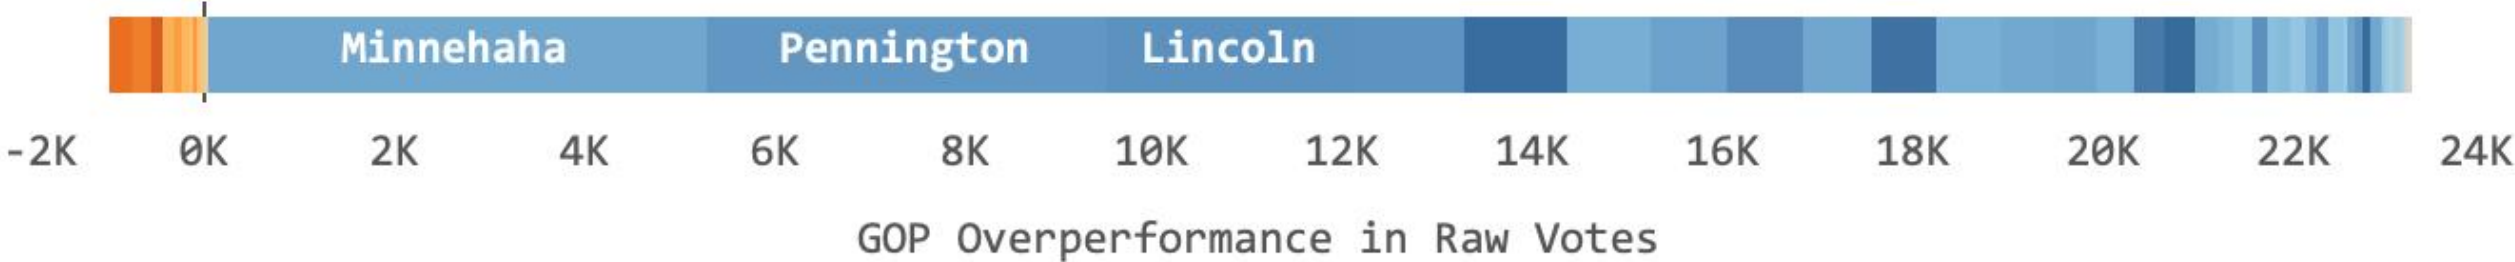 Minnehaha Pennington Lincoln
-2K 0K 2K 4K 6K 8K 10K 12K 14K 16K 18K 20K 22K 24K
GOP Overperformance in Raw Votes